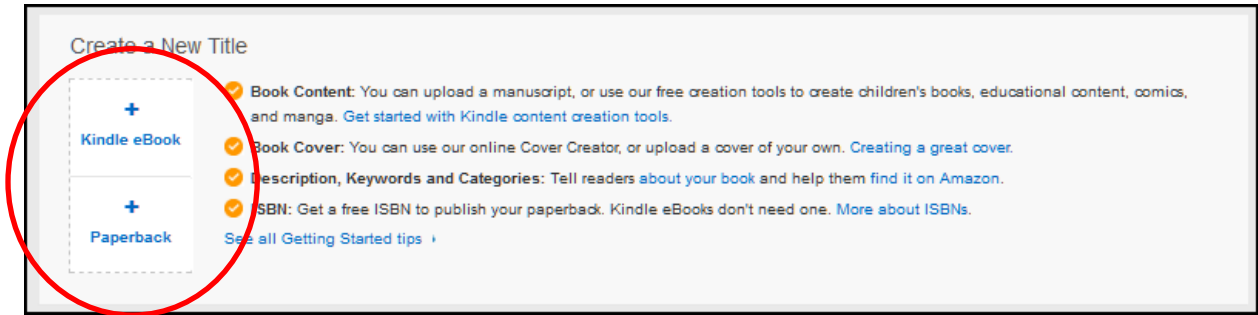 Create a New Title
+
Kindle eBook
+
Paperback
Book Content: You can upload a manuscript, or use our free creation tools to create children's books, educational content, comics,
and manga. Get started with Kindle content creation tools.
Book Cover: You can use our online Cover Creator, or upload a cover of your own. Creating a great cover.
Description, Keywords and Categories: Tell readers about your book and help them find it on Amazon.
ISBN: Get a free ISBN to publish your paperback. Kindle eBooks don't need one. More about ISBNs.
See all Getting Started tips ›